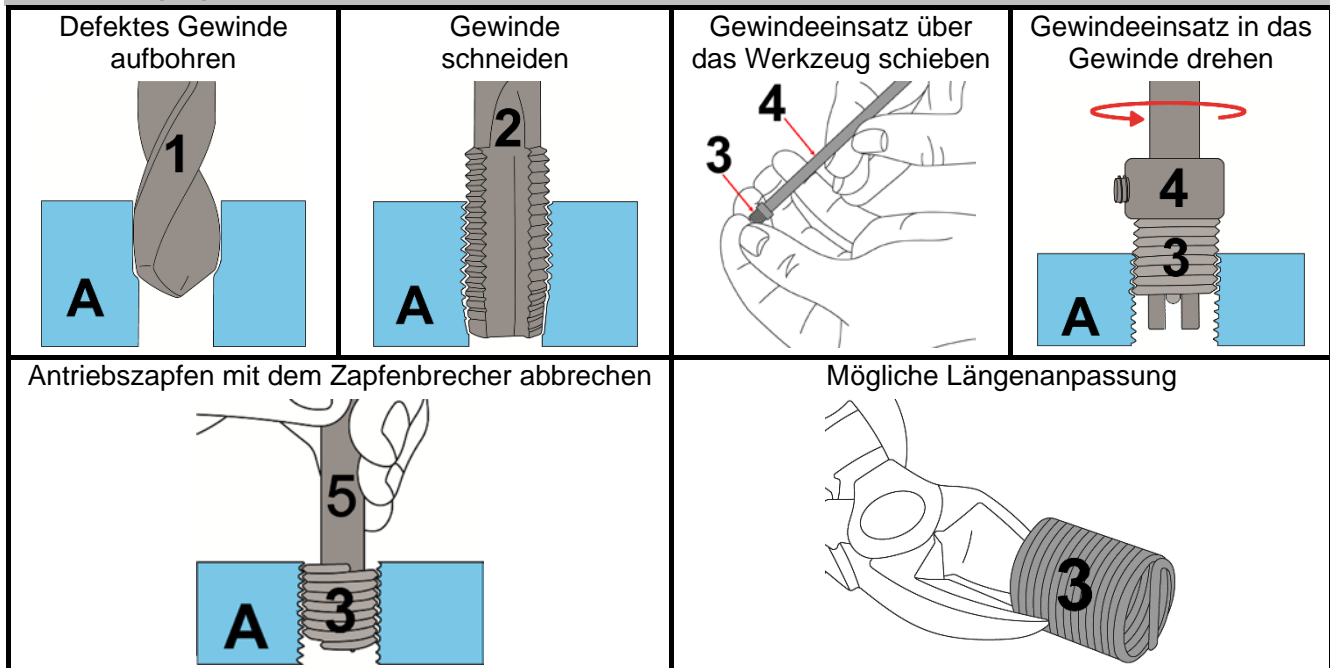 Defektes Gewinde
aufbohren
1
A
Gewinde
schneiden
2
A
Gewindeeinsatz über
das Werkzeug schieben
4
3
Gewindeeinsatz in das
Gewinde drehen
4
3
A
Antriebszapfen mit dem Zapfenbrecher abbrechen
5
A
3
Mögliche Längenanpassung
3